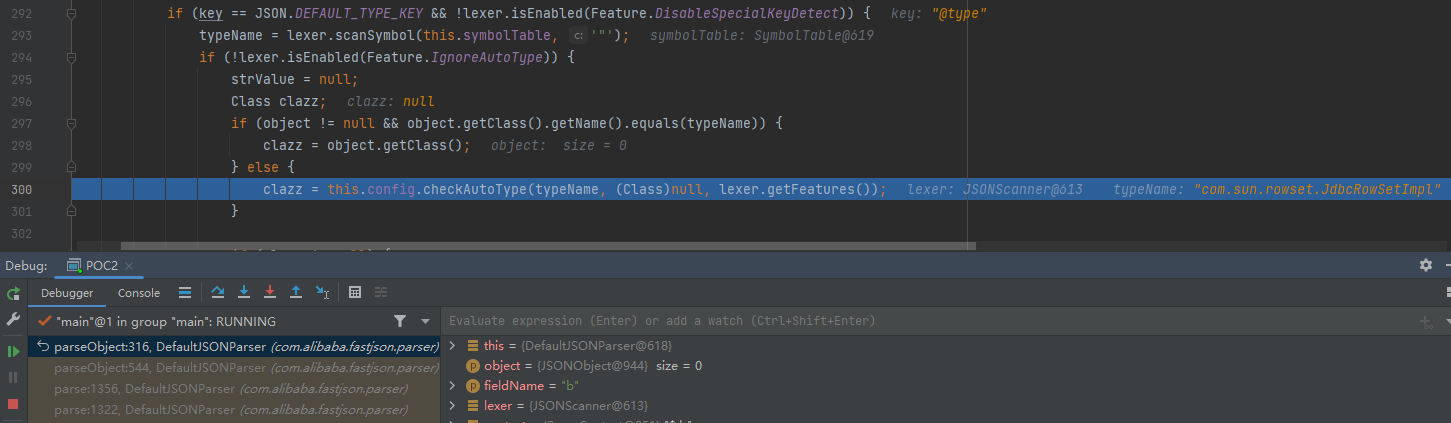 292 if (key == JSON.DEFAULT_TYPE_KEY && !lexer.isEnabled(Feature.DisableSpecialKeyDetect)) { key: "@type"
293 typeName = lexer.scanSymbol(this.symbolTable, c: '"'); symbolTable: SymbolTable@619
294 if (!lexer.isEnabled(Feature.IgnoreAutoType)) {
295 strValue = null;
296 Class clazz; clazz: null
297 if (object != null && object.getClass().getName().equals(typeName)) {
298 clazz = object.getClass(); object: size = 0
299 } else {
300 clazz = this.config.checkAutoType(typeName, (Class)null, lexer.getFeatures()); lexer: JSONScanner@613 typeName: "com.sun.rowset.JdbcRowSetImpl"
301 }
302
Debug: POC2
Debugger Console
"main"@1 in group "main": RUNNING
Evaluate expression (Enter) or add a watch (Ctrl+Shift+Enter)
parseObject:316, DefaultJSONParser (com.alibaba.fastjson.parser)
this = {DefaultJSONParser@618}
parseObject:544, DefaultJSONParser (com.alibaba.fastjson.parser)
object = {JSONObject@944} size = 0
parse:1356, DefaultJSONParser (com.alibaba.fastjson.parser)
fieldName = "b"
parse:1322, DefaultJSONParser (com.alibaba.fastjson.parser)
lexer = {JSONScanner@613}